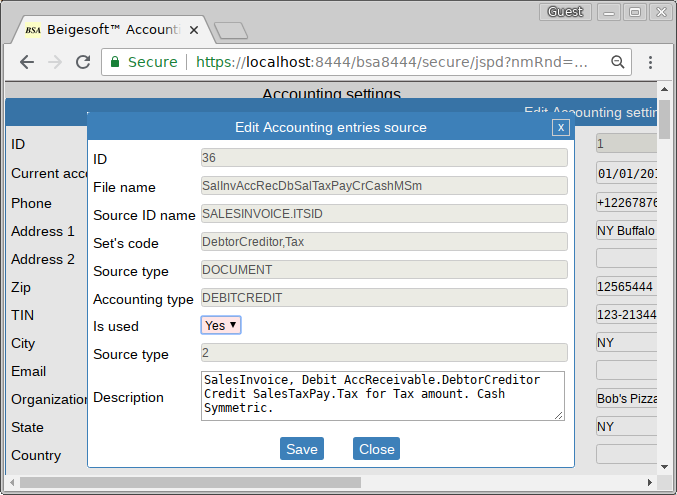 Guest
BSA Beigesoft™ Accounti
Secure https://localhost:8444/bsa8444/secure/jspd?nmRnd=...
Accounting settings
Edit Accounting settin
Edit Accounting entries source x
ID 36
File name SalInvAccRecDbSalTaxPayCrCashMSm
Source ID name SALESINVOICE.ITSID
Set's code DebtorCreditor,Tax
Source type DOCUMENT
Accounting type DEBITCREDIT
Is used Yes
Source type 2
Description SalesInvoice, Debit AccReceivable.DebtorCreditor
Credit SalesTaxPay.Tax for Tax amount. Cash
Symmetric.
Save Close
ID 1
Current acco 01/01/201
Phone +12267876
Address 1 NY Buffalo
Address 2
Zip 12565444
TIN 123-21344
City NY
Email
Organization Bob's Pizza
State NY
Country